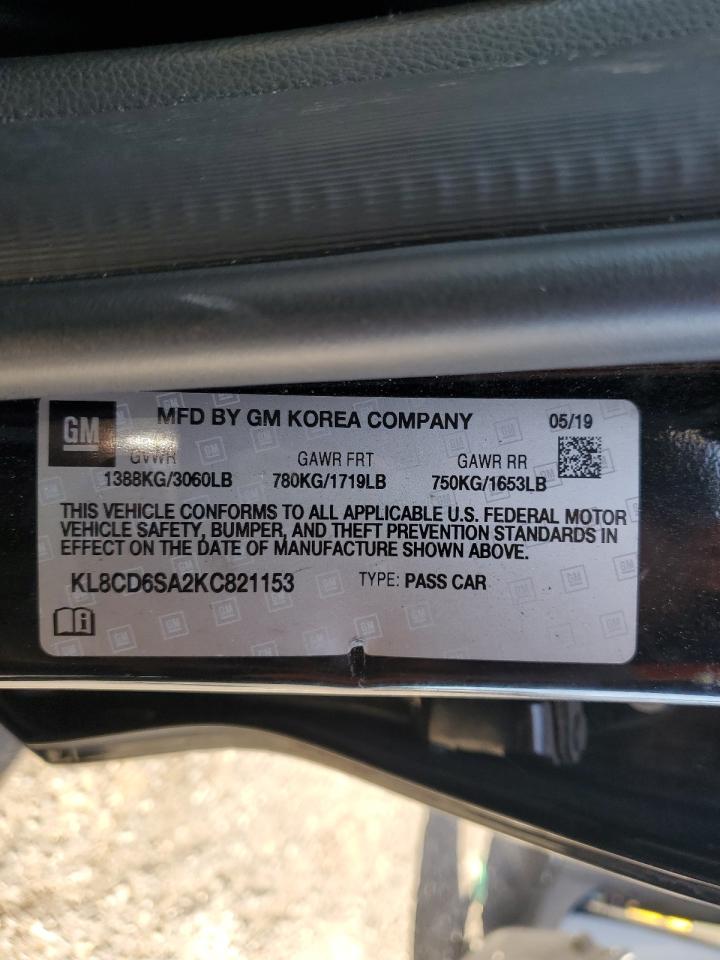 GM MFD BY GM KOREA COMPANY 05/19
GVWR GAWR FRT GAWR RR
1388KG/3060LB 780KG/1719LB 750KG/1653LB
THIS VEHICLE CONFORMS TO ALL APPLICABLE U.S. FEDERAL MOTOR
VEHICLE SAFETY, BUMPER, AND THEFT PREVENTION STANDARDS IN
EFFECT ON THE DATE OF MANUFACTURE SHOWN ABOVE.
KL8CD6SA2KC821153 TYPE: PASS CAR